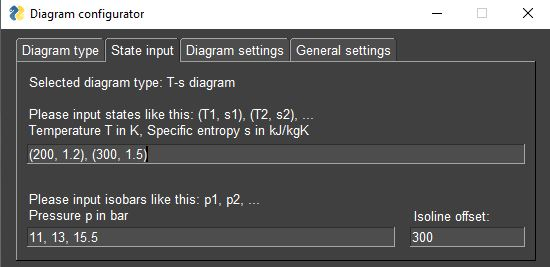 Diagram configurator
Diagram type State input Diagram settings General settings
Selected diagram type: T-s diagram
Please input states like this: (T1, s1), (T2, s2), ...
Temperature T in K, Specific entropy s in kJ/kgK
(200, 1.2), (300, 1.5)
Please input isobars like this: p1, p2, ...
Pressure p in bar
Isoline offset:
11, 13, 15.5
300